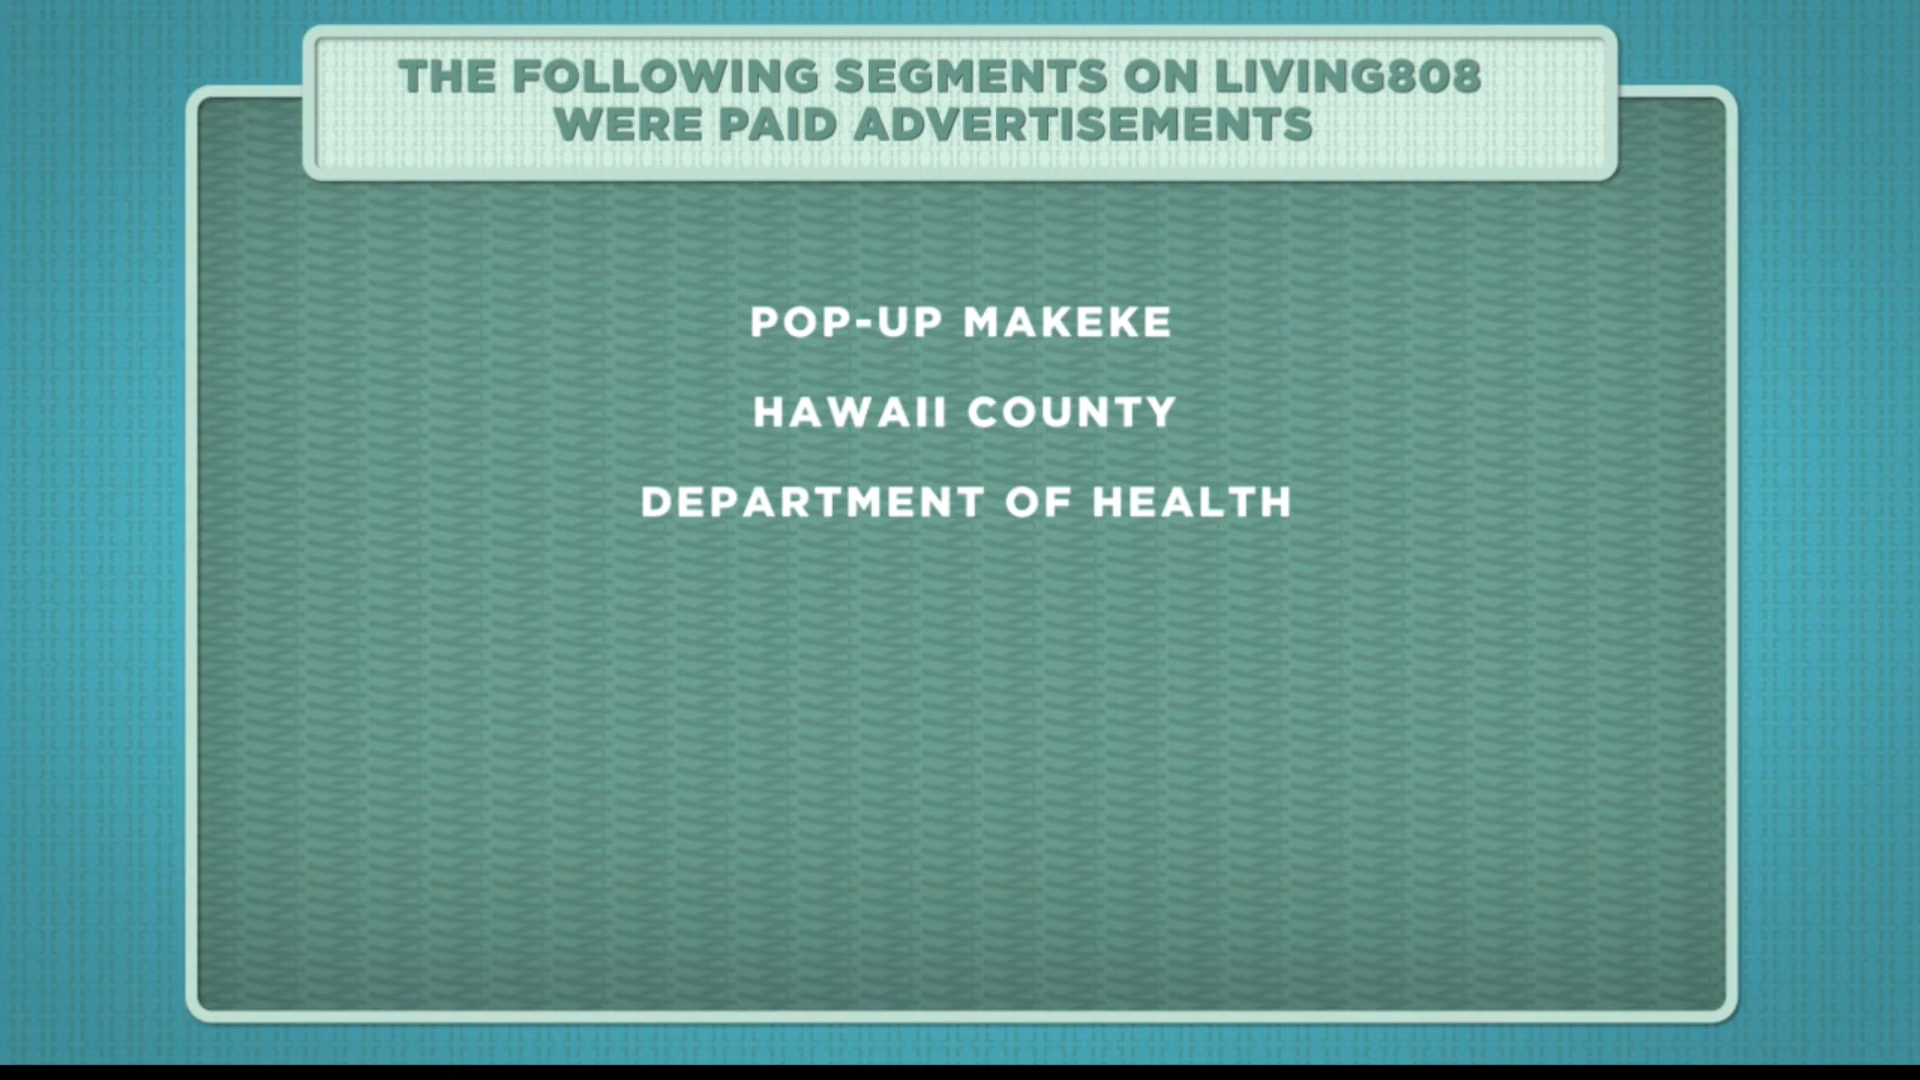 THE FOLLOWING SEGMENTS ON LIVING808
WERE PAID ADVERTISEMENTS
POP-UP MAKEKE
HAWAII COUNTY
DEPARTMENT OF HEALTH